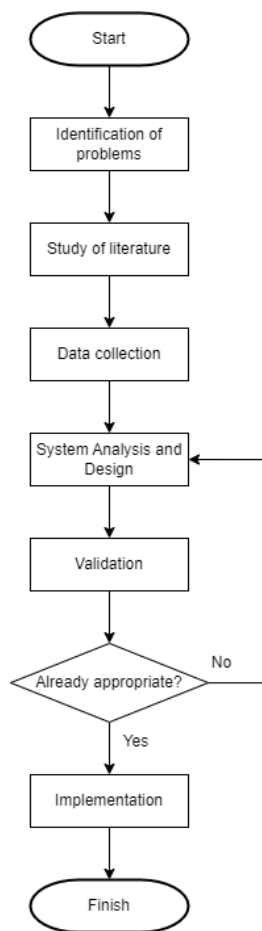 Start
Identification of
problems
Study of literature
Data collection
System Analysis and
Design
Validation
Already appropriate?
No
Yes
Implementation
Finish